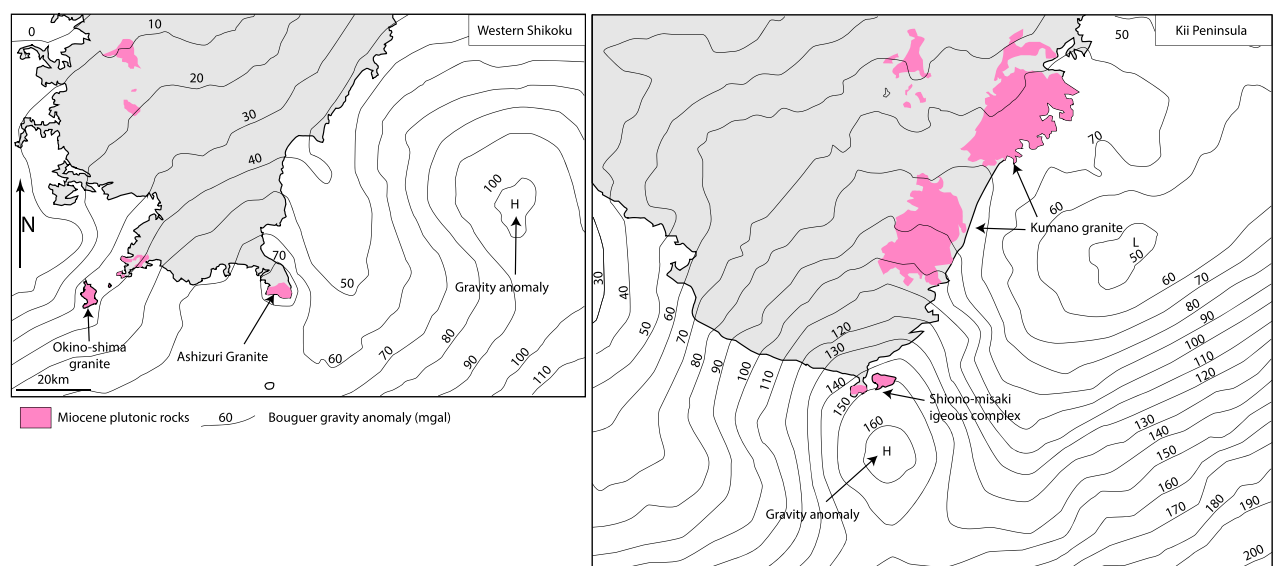 Western Shikoku
0
10
20
30
40
100
H
N
70
50
Gravity anomaly
Okino-shima
granite
Ashizuri Granite
60
70
80
90
100
110
20km
Miocene plutonic rocks
60
Bouguer gravity anomaly (mgal)
Kii Peninsula
50
70
60
Kumano granite
L
50
30
40
50
60
70
80
90
100
110
120
130
140
150
160
H
Shiono-misaki
igeous complex
Gravity anomaly
60
70
80
90
100
110
120
130
140
150
160
170
180
190
200